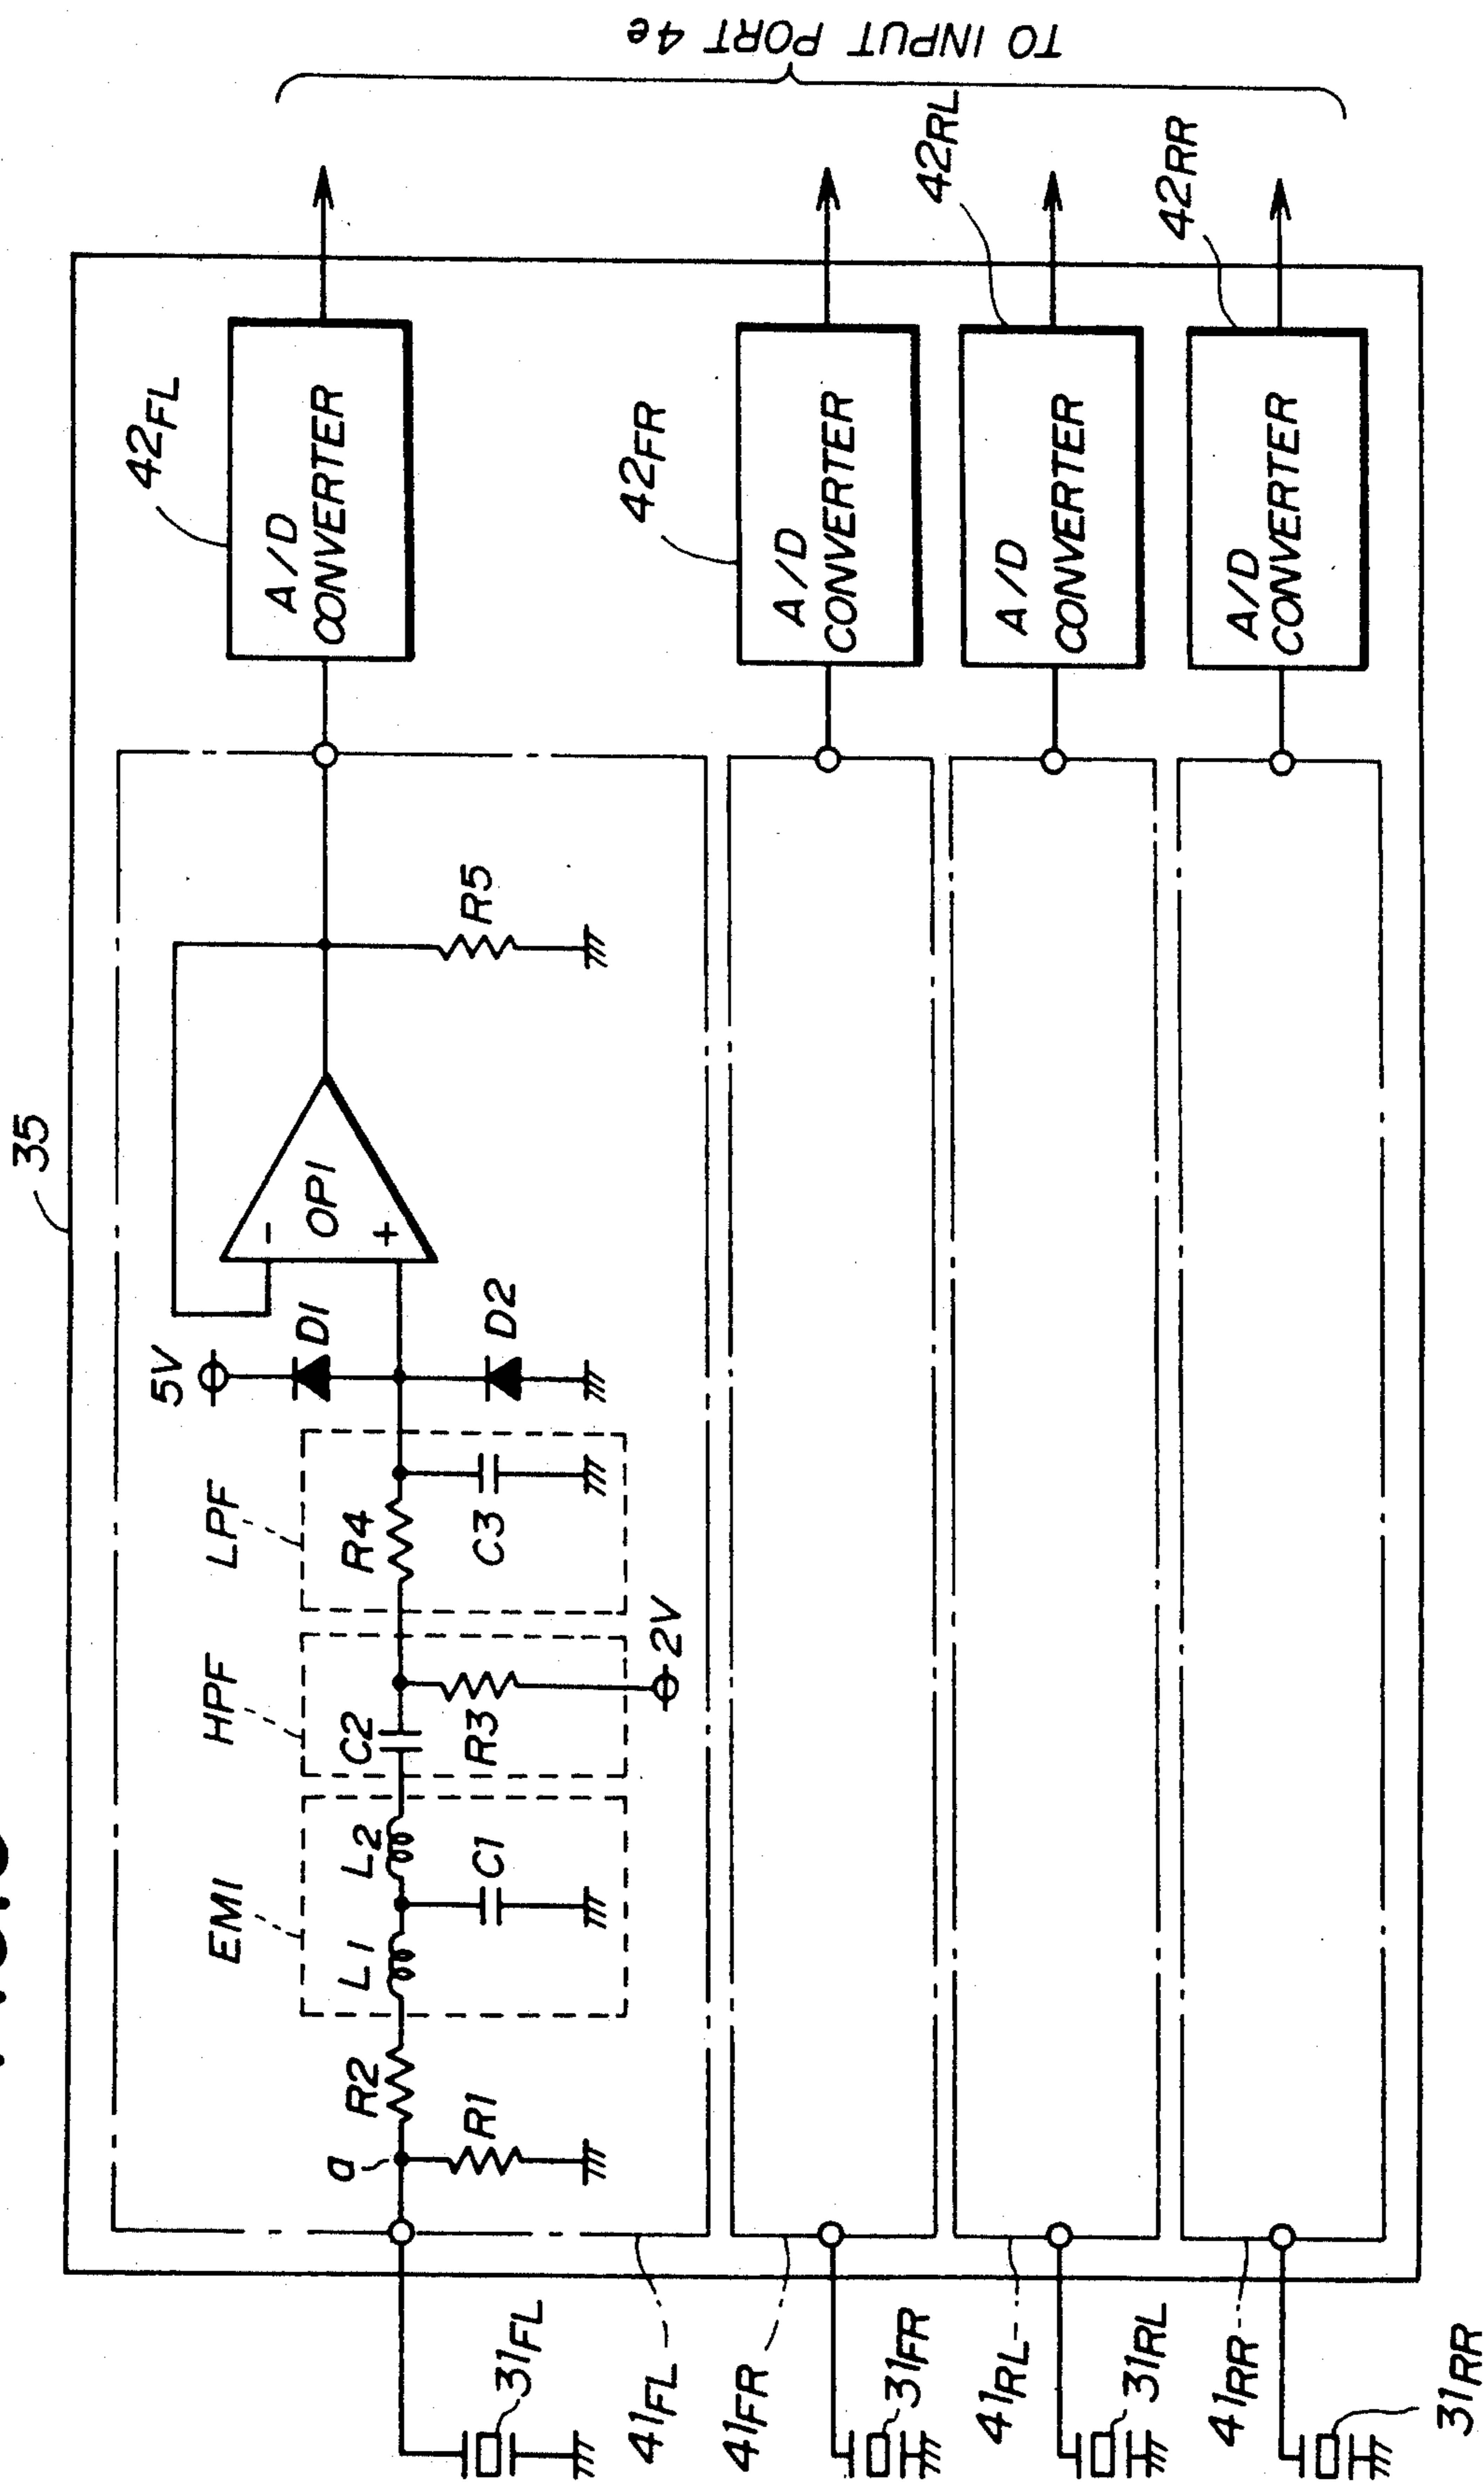 35
TO INPUT PORT 4e
42FL
A/D
CONVERTER
5V
D1
D2
-
OP1
+
R5
EMI
HPF
LPF
a
R2
R1
L1
L2
C1
C2
R3
2V
R4
C3
31FL
41FL
42FR
A/D
CONVERTER
41FR
31FR
42RL
A/D
CONVERTER
41RL
31RL
42RR
A/D
CONVERTER
41RR
31RR